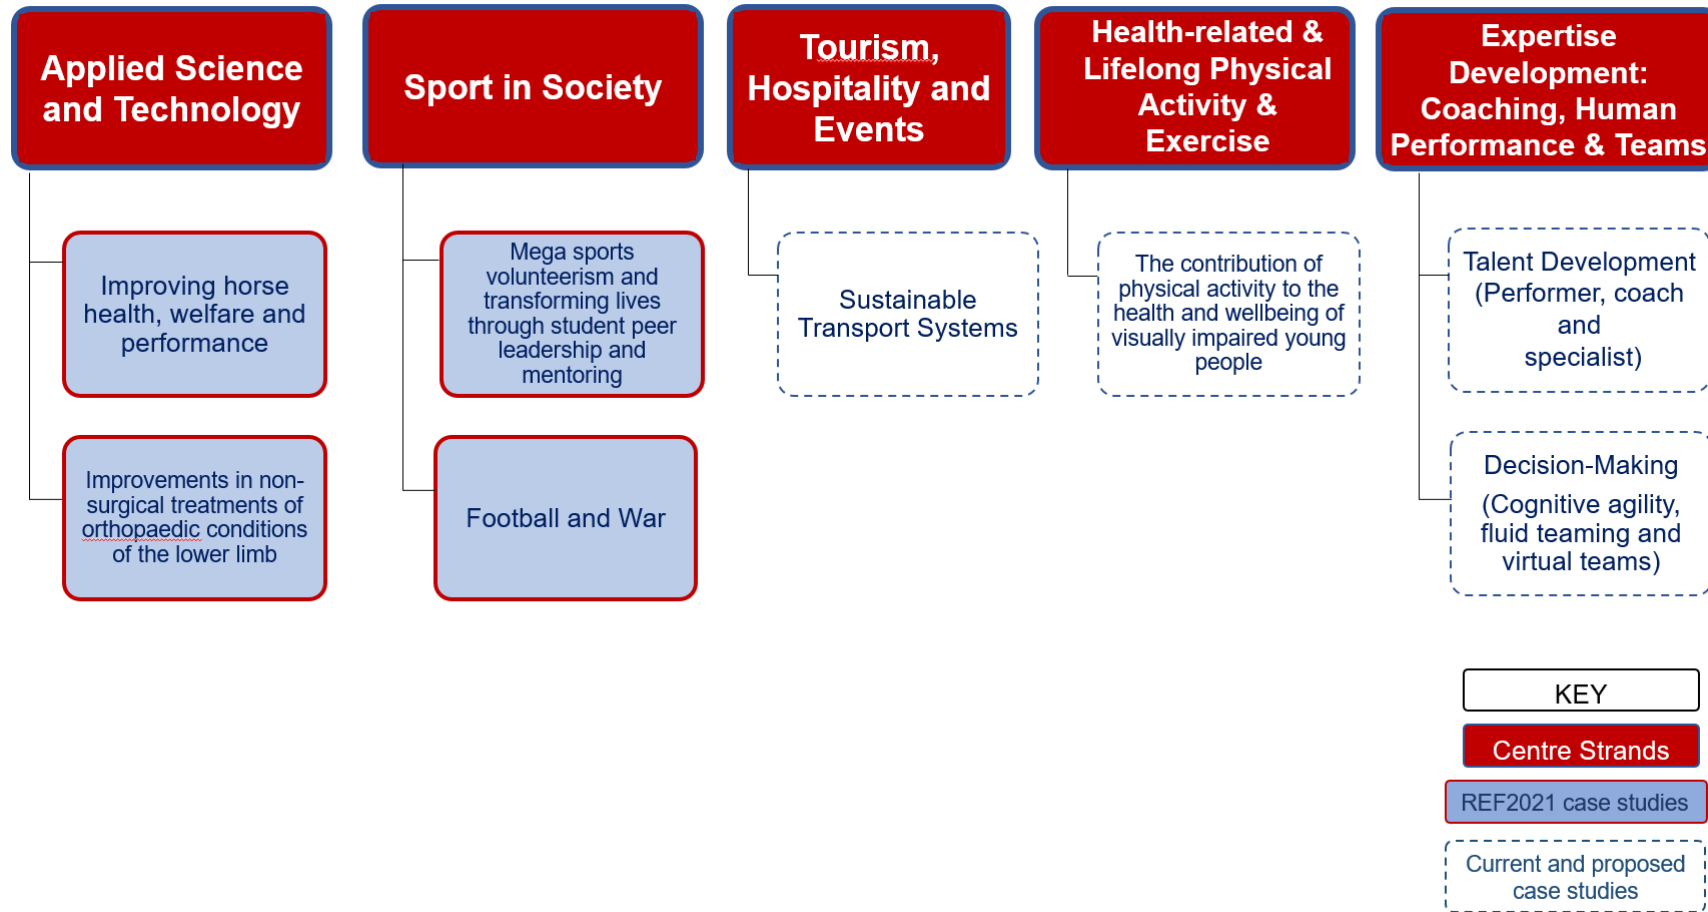 Applied Science
and Technology
Sport in Society
Tourism,
Hospitality and
Events
Health-related &
Lifelong Physical
Activity &
Exercise
Expertise
Development:
Coaching, Human
Performance & Teams
Improving horse
health, welfare and
performance
Mega sports
volunteerism and
transforming lives
through student peer
leadership and
mentoring
Sustainable
Transport Systems
The contribution of
physical activity to the
health and wellbeing of
visually impaired young
people
Talent Development
(Performer, coach
and
specialist)
Improvements in non-
surgical treatments of
orthopaedic conditions
of the lower limb
Football and War
Decision-Making
(Cognitive agility,
fluid teaming and
virtual teams)
KEY
Centre Strands
REF2021 case studies
Current and proposed
case studies